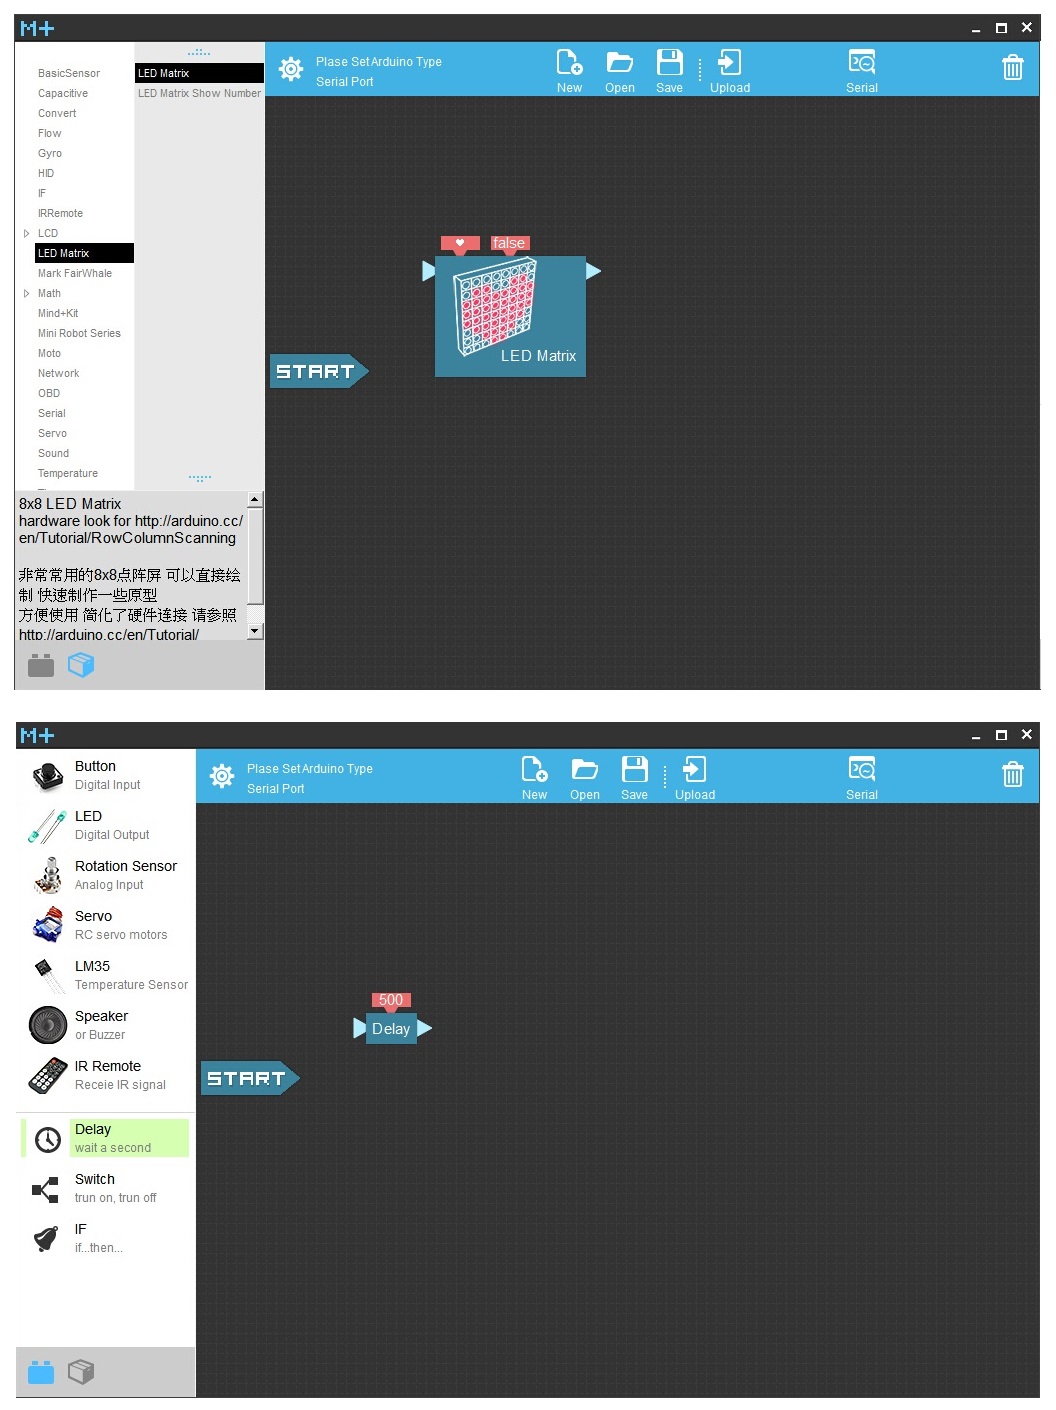 M+
BasicSensor
Capacitive
Convert
Flow
Gyro
HID
IF
IRRemote
LCD
LED Matrix
Mark FairWhale
Math
Mind+Kit
Mini Robot Series
Moto
Network
OBD
Serial
Servo
Sound
Temperature
LED Matrix
LED Matrix Show Number
8x8 LED Matrix
hardware look for http://arduino.cc/
en/Tutorial/RowColumnScanning
非常常用的8x8点阵屏 可以直接绘
制 快速制作一些原型
方便使用 简化了硬件连接 请参照
http://arduino.cc/en/Tutorial/
Plase Set Arduino Type
Serial Port
New
Open
Save
Upload
Serial
false
LED Matrix
START
M+
Button
Digital Input
LED
Digital Output
Rotation Sensor
Analog Input
Servo
RC servo motors
LM35
Temperature Sensor
Speaker
or Buzzer
IR Remote
Receie IR signal
Delay
wait a second
Switch
trun on, trun off
IF
if...then...
Plase Set Arduino Type
Serial Port
New
Open
Save
Upload
Serial
500
Delay
START